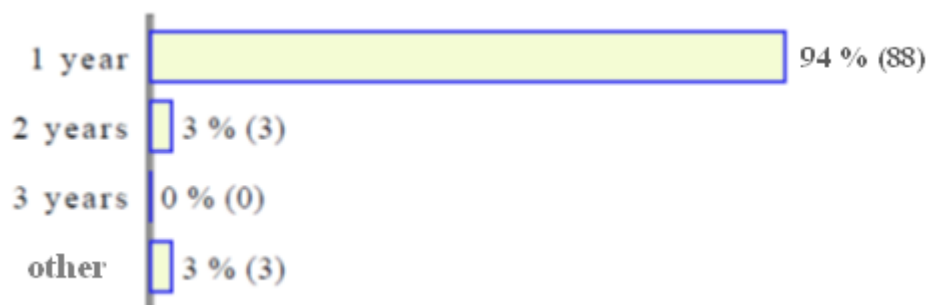 1 year 94 % (88)
2 years 3 % (3)
3 years 0 % (0)
other 3 % (3)